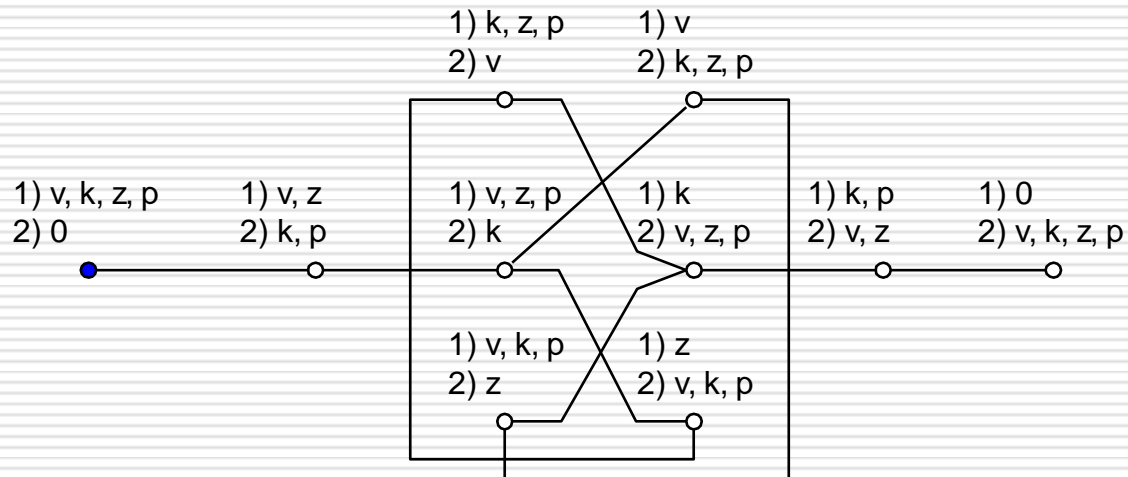 1) k, z, p
2) v
1) v
2) k, z, p
1) v, k, z, p
2) 0
1) v, z
2) k, p
1) v, z, p
2) k
1) k
2) v, z, p
1) k, p
2) v, z
1) 0
2) v, k, z, p
1) v, k, p
2) z
1) z
2) v, k, p